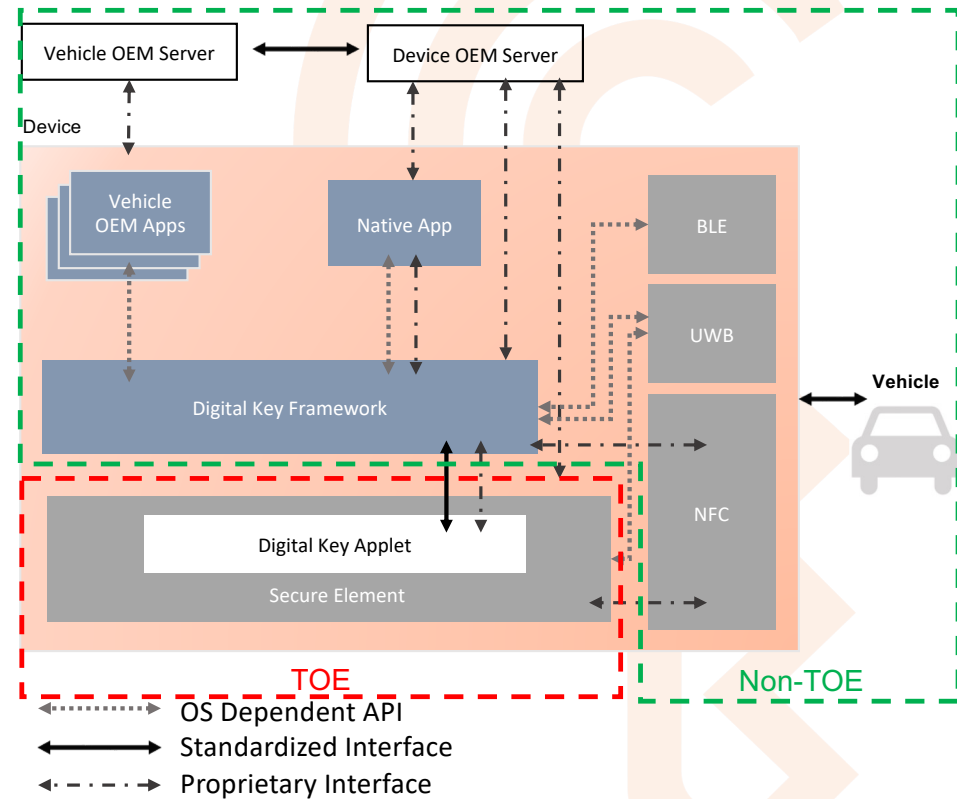 Vehicle OEM Server
Device OEM Server
Device
Vehicle
OEM Apps
Native App
BLE
UWB
Vehicle
Digital Key Framework
NFC
Digital Key Applet
Secure Element
TOE
Non-TOE
OS Dependent API
Standardized Interface
Proprietary Interface